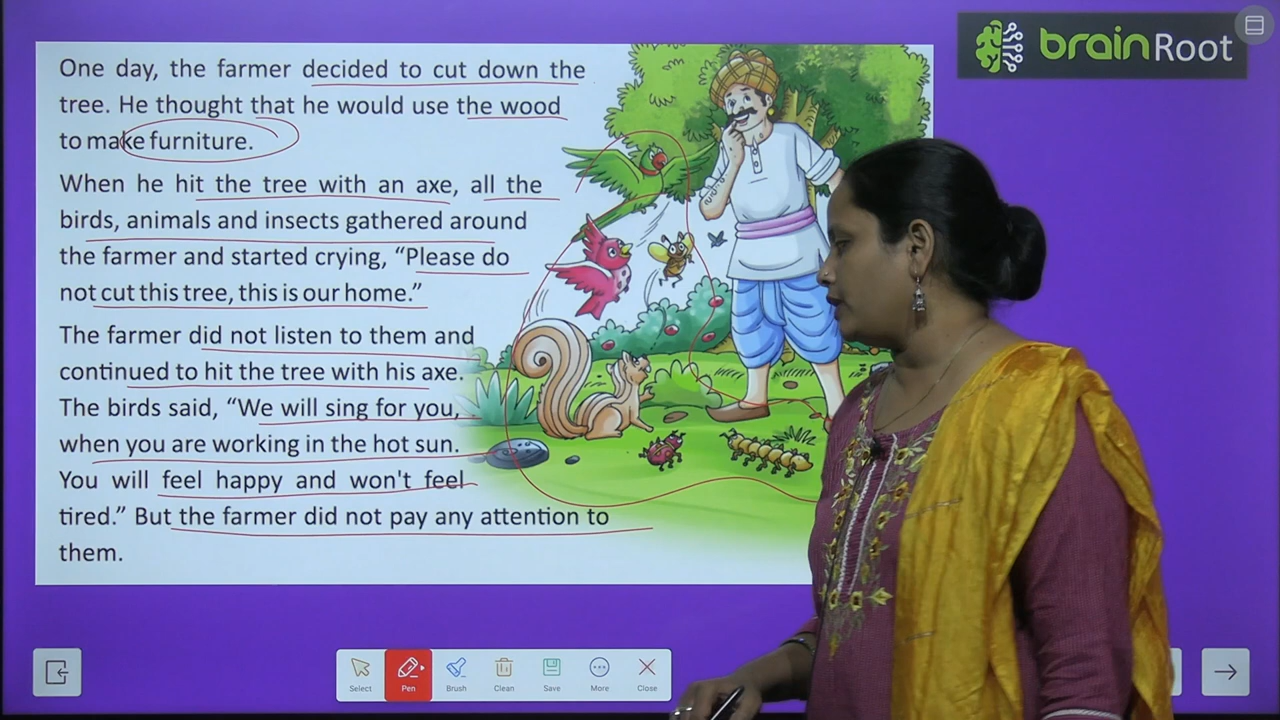 brainRoot
One day, the farmer decided to cut down the
tree. He thought that he would use the wood
to make furniture.
When he hit the tree with an axe, all the
birds, animals and insects gathered around
the farmer and started crying, “Please do
not cut this tree, this is our home.”
The farmer did not listen to them and
continued to hit the tree with his axe.
The birds said, “We will sing for you,
when you are working in the hot sun.
You will feel happy and won't feel
tired.” But the farmer did not pay any attention to
them.
Select Pen Brush Clean Save More Close